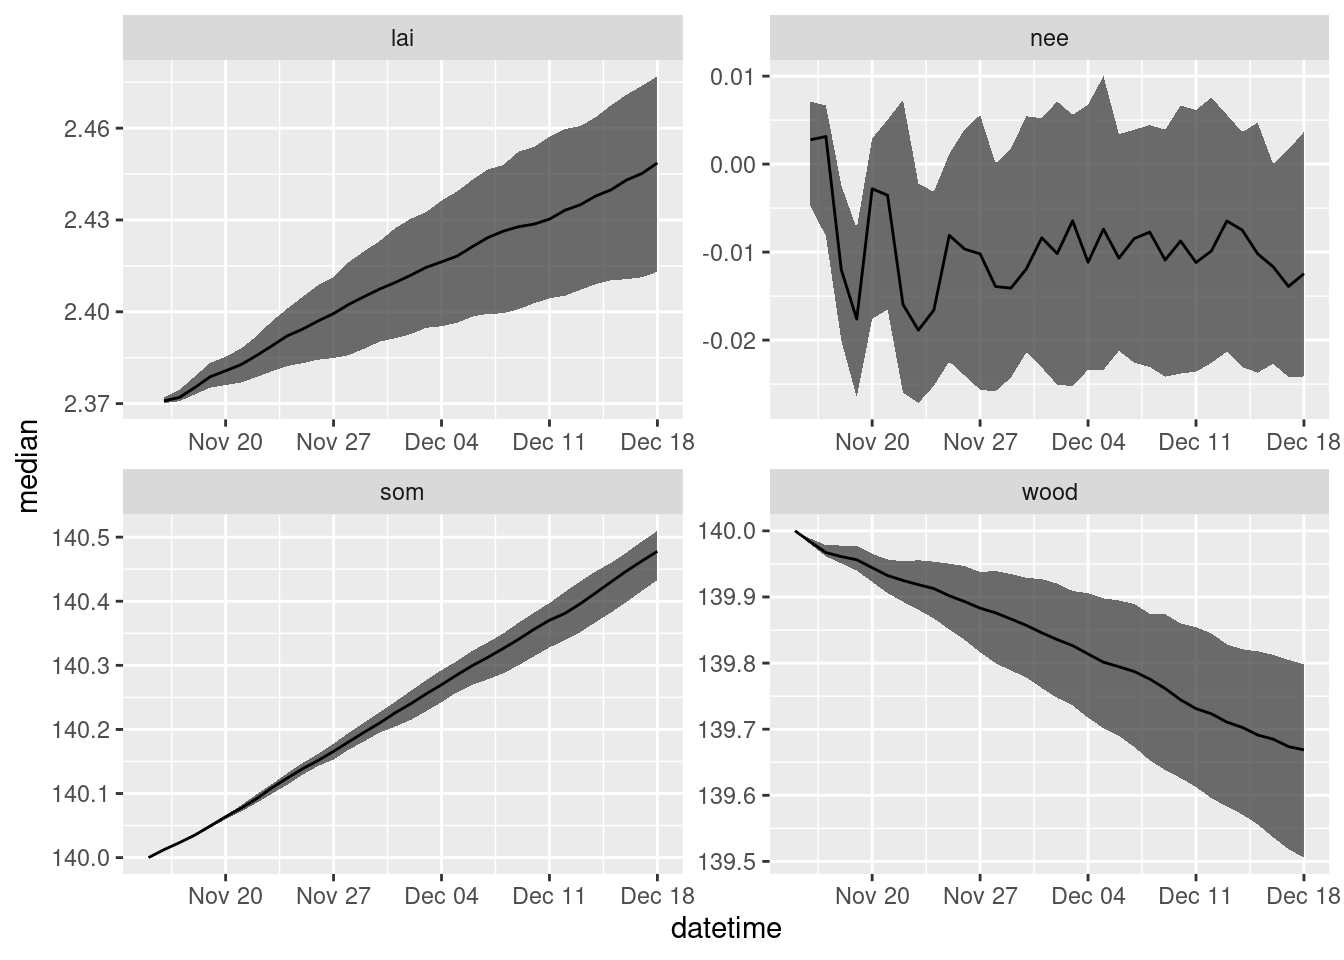 lai
nee
2.46
2.43
2.40
2.37
0.01
0.00
-0.01
-0.02
Nov 20 Nov 27 Dec 04 Dec 11 Dec 18
Nov 20 Nov 27 Dec 04 Dec 11 Dec 18
median
som
wood
140.5
140.4
140.3
140.2
140.1
140.0
140.0
139.9
139.8
139.7
139.6
139.5
Nov 20 Nov 27 Dec 04 Dec 11 Dec 18
Nov 20 Nov 27 Dec 04 Dec 11 Dec 18
datetime